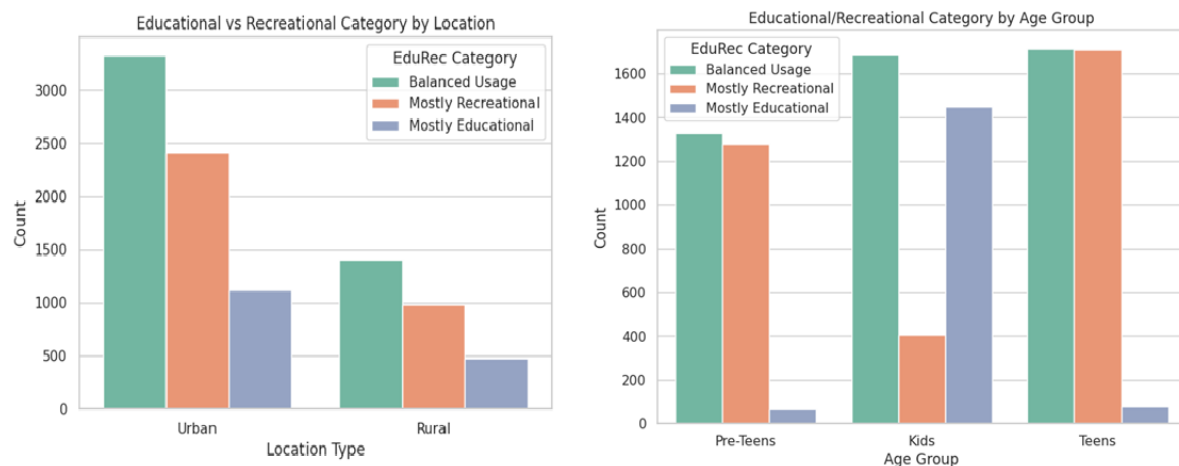 Educational vs Recreational Category by Location
EduRec Category
Balanced Usage
Mostly Recreational
Mostly Educational
3000
2500
2000
1500
1000
500
0
Count
Urban
Rural
Location Type
Educational/Recreational Category by Age Group
EduRec Category
Balanced Usage
Mostly Recreational
Mostly Educational
1600
1400
1200
1000
800
600
400
200
0
Count
Pre-Teens
Kids
Teens
Age Group